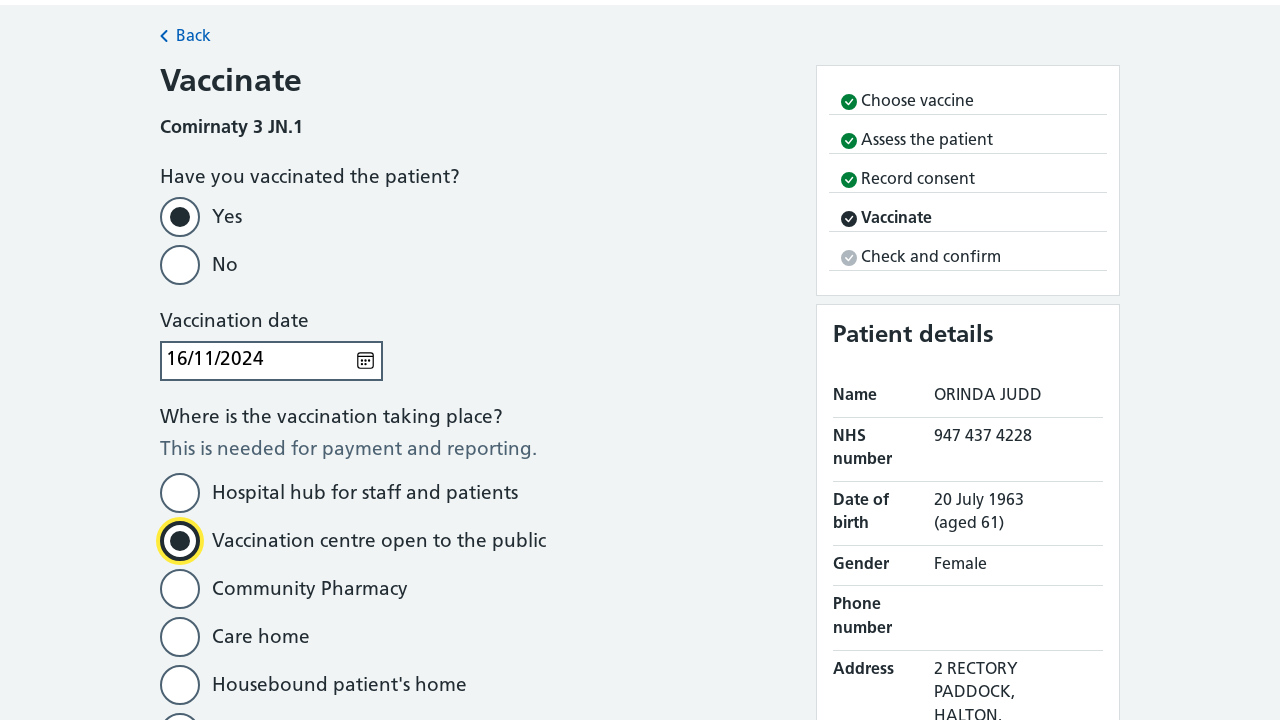 Back
Vaccinate
Comirnaty 3 JN.1
Have you vaccinated the patient?
Yes
No
Vaccination date
16/11/2024
Where is the vaccination taking place?
This is needed for payment and reporting.
Hospital hub for staff and patients
Vaccination centre open to the public
Community Pharmacy
Care home
Housebound patient's home
Choose vaccine
Assess the patient
Record consent
Vaccinate
Check and confirm
Patient details
Name ORINDA JUDD
NHS 947 437 4228
number
Date of 20 July 1963
birth (aged 61)
Gender Female
Phone
number
Address 2 RECTORY
PADDOCK,
HALTON,